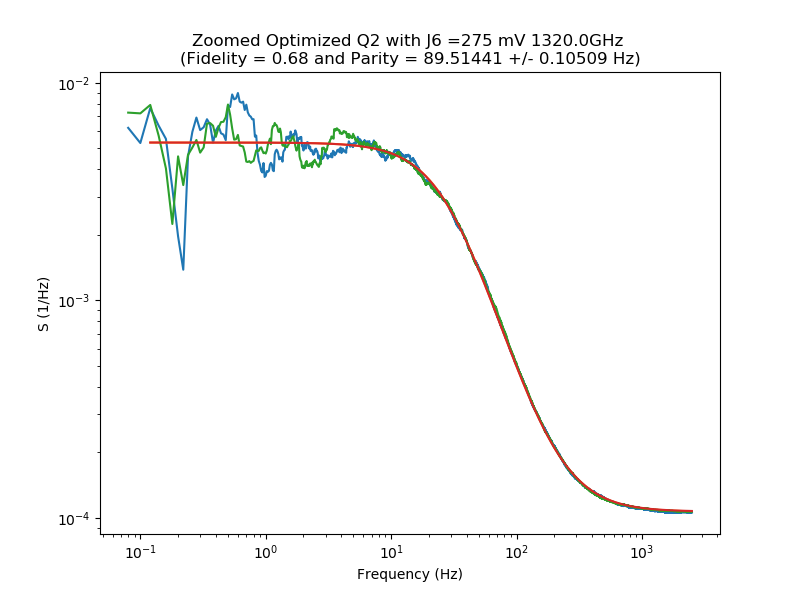 Zoomed Optimized Q2 with J6 =275 mV 1320.0GHz
(Fidelity = 0.68 and Parity = 89.51441 +/- 0.10509 Hz)
10⁻²
10⁻³
10⁻⁴
S (1/Hz)
10⁻¹ 10⁰ 10¹ 10² 10³
Frequency (Hz)